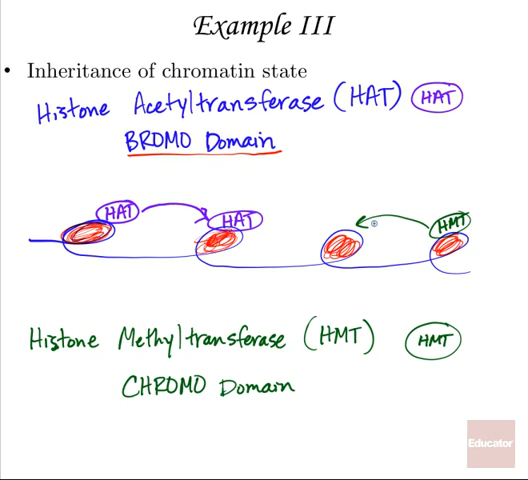 Example III
• Inheritance of chromatin state
Histone Acetyltransferase (HAT) HAT
BROMO Domain
HAT HAT HMT
Histone Methyltransferase (HMT) HMT
CHROMO Domain
Educator